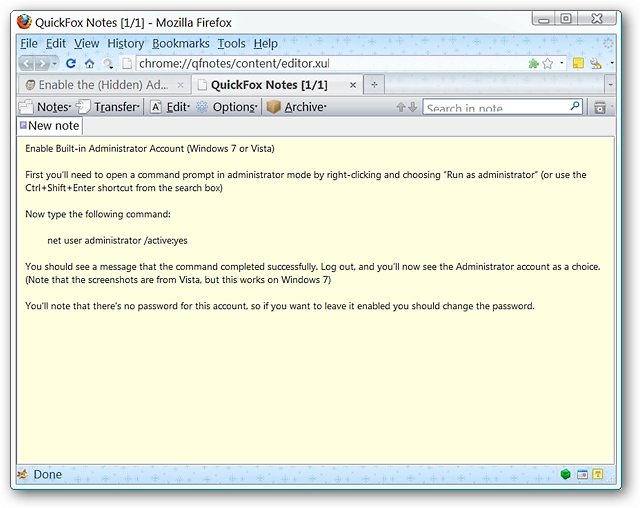 QuickFox Notes [1/1] - Mozilla Firefox
File Edit View History Bookmarks Tools Help
chrome://qfnotes/content/editor.xul
Enable the (Hidden) Ad... QuickFox Notes [1/1]
Notes Transfer Edit Options Archive Search in note
New note
Enable Built-in Administrator Account (Windows 7 or Vista)
First you'll need to open a command prompt in administrator mode by right-clicking and choosing “Run as administrator” (or use the
Ctrl+Shift+Enter shortcut from the search box)
Now type the following command:
net user administrator /active:yes
You should see a message that the command completed successfully. Log out, and you'll now see the Administrator account as a choice.
(Note that the screenshots are from Vista, but this works on Windows 7)
You'll note that there's no password for this account, so if you want to leave it enabled you should change the password.
Done